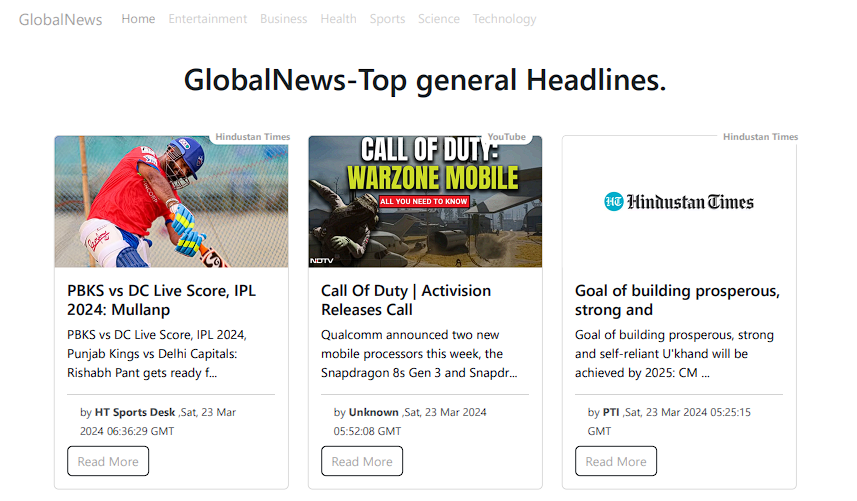 GlobalNews Home Entertainment Business Health Sports Science Technology
GlobalNews-Top general Headlines.
Hindustan Times
PBKS vs DC Live Score, IPL
2024: Mullanp
PBKS vs DC Live Score, IPL 2024,
Punjab Kings vs Delhi Capitals:
Rishabh Pant gets ready f...
by HT Sports Desk ,Sat, 23 Mar
2024 06:36:29 GMT
Read More
YouTube
CALL OF DUTY:
WARZONE MOBILE
ALL YOU NEED TO KNOW
NDTV
Call Of Duty | Activision
Releases Call
Qualcomm announced two new
mobile processors this week, the
Snapdragon 8s Gen 3 and Snapdr...
by Unknown ,Sat, 23 Mar 2024
05:52:08 GMT
Read More
Hindustan Times
HT Hindustan Times
Goal of building prosperous,
strong and
Goal of building prosperous, strong
and self-reliant U'khand will be
achieved by 2025: CM ...
by PTI ,Sat, 23 Mar 2024 05:25:15
GMT
Read More